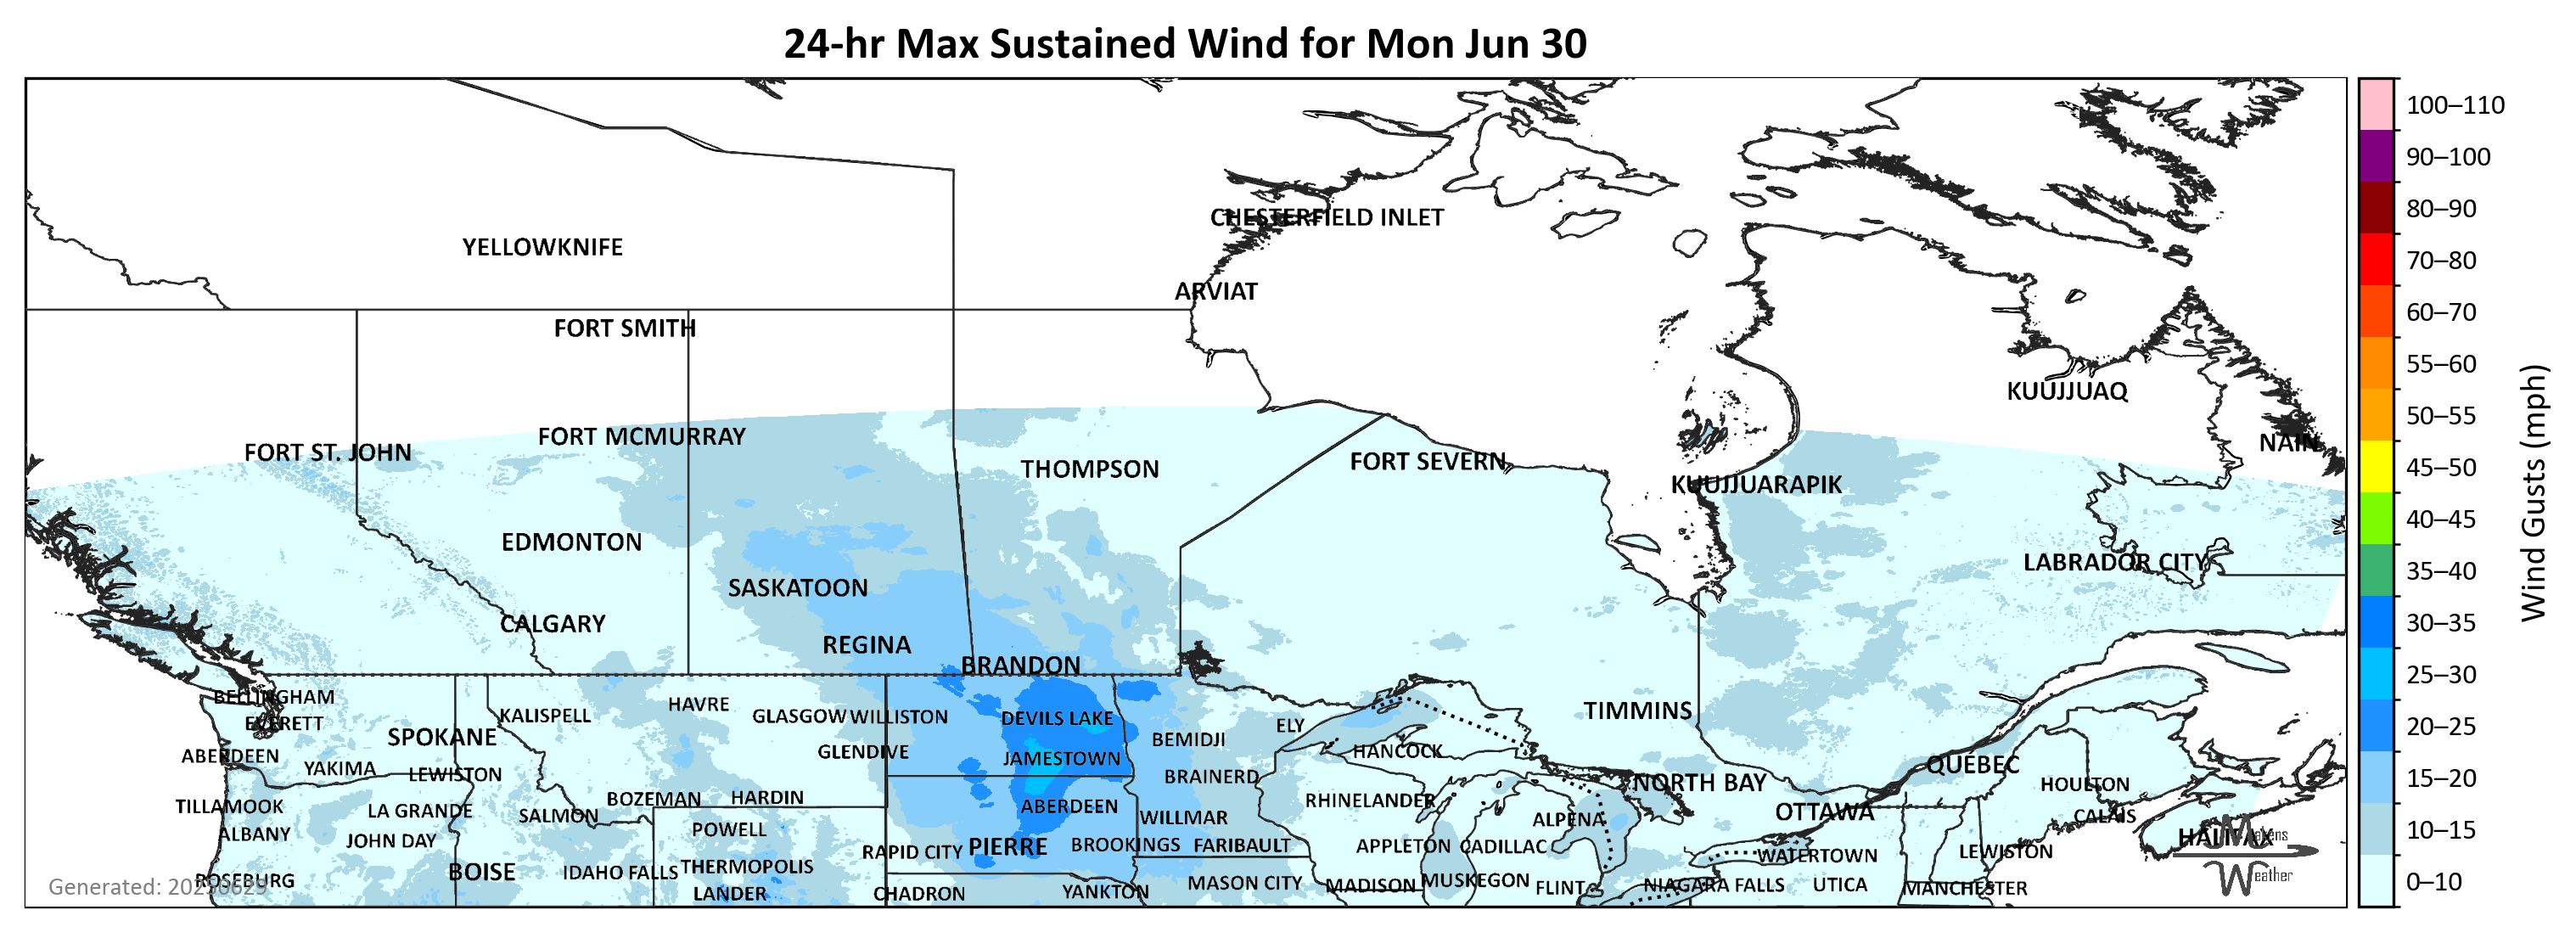 24-hr Max Sustained Wind for Mon Jun 30
100–110
90–100
80–90
70–80
60–70
55–60
50–55
45–50
40–45
35–40
30–35
25–30
20–25
15–20
10–15
0–10
Wind Gusts (mph)
CHESTERFIELD INLET
YELLOWKNIFE
ARVIAT
FORT SMITH
KUUJJUAQ
FORT MCMURRAY
NAIN
FORT ST. JOHN
FORT SEVERN
THOMPSON
KUUJJUARAPIK
EDMONTON
LABRADOR CITY
SASKATOON
CALGARY
REGINA
BRANDON
BELLINGHAM
HAVRE
TIMMINS
KALISPELL
GLASGOW
WILLISTON
DEVILS LAKE
EVERETT
ELY
SPOKANE
BEMIDJI
HANCOCK
GLENDIVE
ABERDEEN
JAMESTOWN
QUÉBEC
YAKIMA
LEWISTON
BRAINERD
NORTH BAY
HOULTON
BOZEMAN
HARDIN
RHINELANDER
TILLAMOOK
ABERDEEN
LA GRANDE
OTTAWA
SALMON
CALAIS
WILLMAR
ALPENA
POWELL
ALBANY
HALIFAX
JOHN DAY
PIERRE
BROOKINGS
FARIBAULT
APPLETON
CADILLAC
RAPID CITY
LEWISTON
WATERTOWN
THERMOPOLIS
BOISE
IDAHO FALLS
ROSEBURG
MUSKEGON
MASON CITY
MADISON
NIAGARA FALLS
UTICA
FLINT
MANCHESTER
YANKTON
LANDER
CHADRON
Generated: 20250629
Makens
Weather